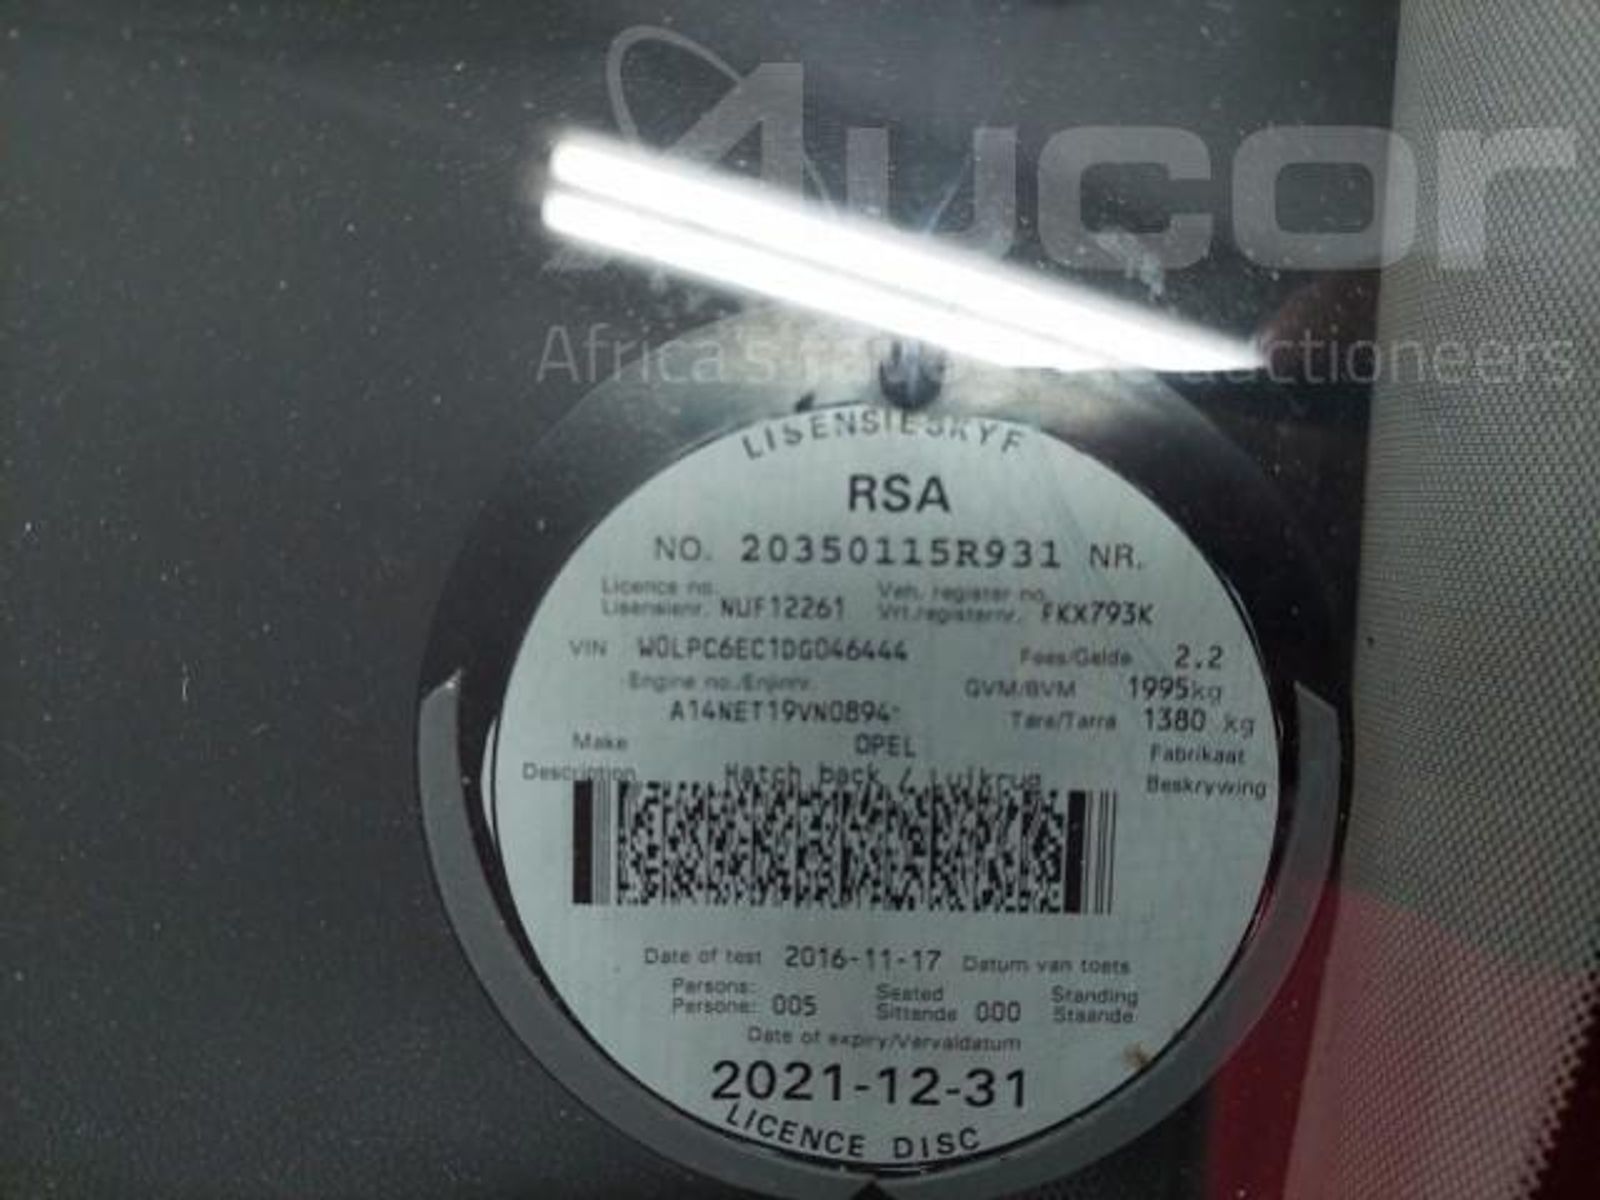 Aucor
Africa's auctioneers
LISENSIESKYF
RSA
NO. 20350115R931 NR.
Licence no. Veh. register no.
Lisensienr. NUF12261 Vrt.registernr. FKX793K
VIN W0LPC6EC1DG046444 Fees/Gelde 2.2
Engine no./Enjinnr. GVM/BVM 1995kg
A14NET19VN0894 Tare/Tarra 1380 kg
Make OPEL Fabrikaat
Description Hatch back / Luikrug Beskrywing
Date of test 2016-11-17 Datum van toets
Persons: Seated Standing
Persone: 005 Sittende 000 Staande
Date of expiry/Vervaldatum
2021-12-31
LICENCE DISC